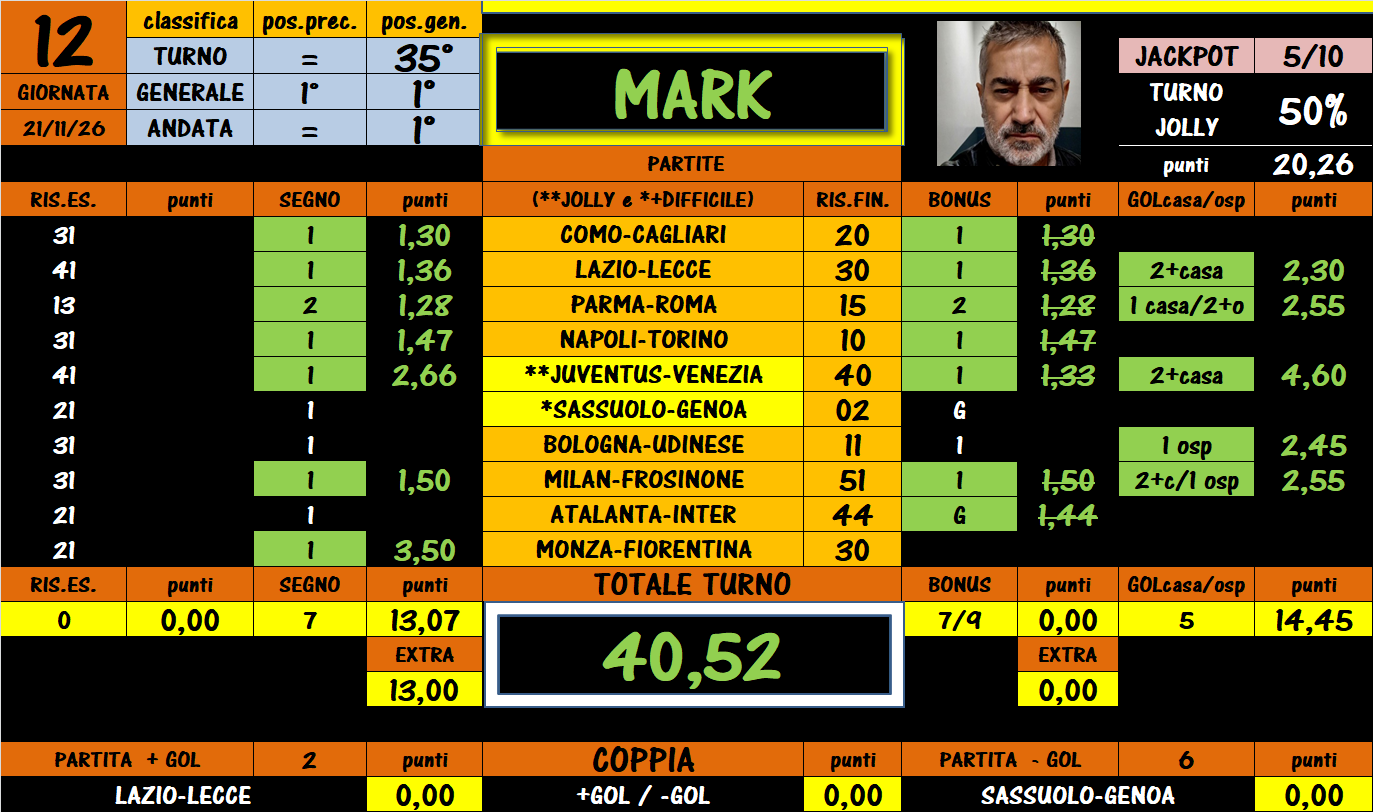 12 classifica pos.prec. pos.gen.
TURNO = 35°
GIORNATA GENERALE 1° 1°
21/11/26 ANDATA = 1°
MARK
JACKPOT 5/10
TURNO JOLLY 50%
punti 20,26
PARTITE
RIS.ES. punti SEGNO punti (**JOLLY e *+DIFFICILE) RIS.FIN. BONUS punti GOLcasa/osp punti
31 1 1,30 COMO-CAGLIARI 20 1 1,30
41 1 1,36 LAZIO-LECCE 30 1 1,36 2+casa 2,30
13 2 1,28 PARMA-ROMA 15 2 1,28 1 casa/2+o 2,55
31 1 1,47 NAPOLI-TORINO 10 1 1,47
41 1 2,66 **JUVENTUS-VENEZIA 40 1 1,33 2+casa 4,60
21 1 *SASSUOLO-GENOA 02 G
31 1 BOLOGNA-UDINESE 11 1 1 osp 2,45
31 1 1,50 MILAN-FROSINONE 51 1 1,50 2+c/1 osp 2,55
21 1 ATALANTA-INTER 44 G 1,44
21 1 3,50 MONZA-FIORENTINA 30
RIS.ES. punti SEGNO punti TOTALE TURNO BONUS punti GOLcasa/osp punti
0 0,00 7 13,07 40,52 7/9 0,00 5 14,45
EXTRA EXTRA
13,00 0,00
PARTITA + GOL 2 punti COPPIA punti PARTITA - GOL 6 punti
LAZIO-LECCE 0,00 +GOL / -GOL 0,00 SASSUOLO-GENOA 0,00